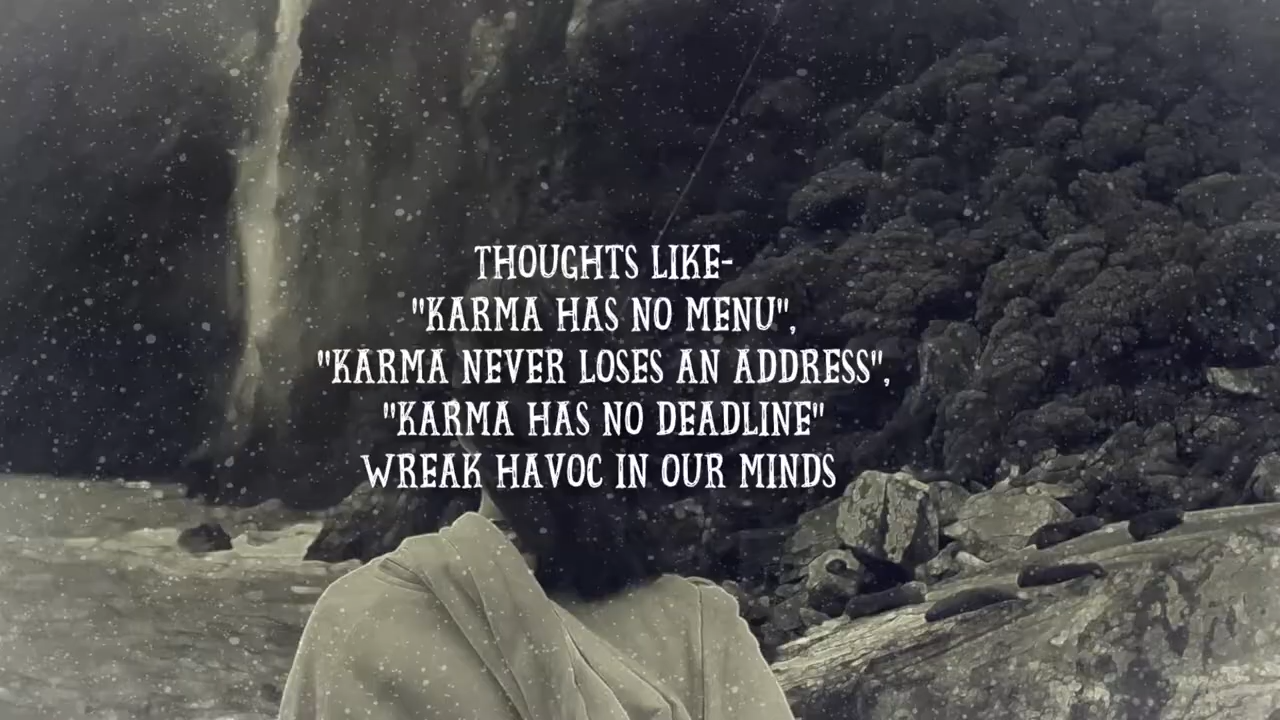 THOUGHTS LIKE-
"KARMA HAS NO MENU",
"KARMA NEVER LOSES AN ADDRESS",
"KARMA HAS NO DEADLINE"
WREAK HAVOC IN OUR MINDS